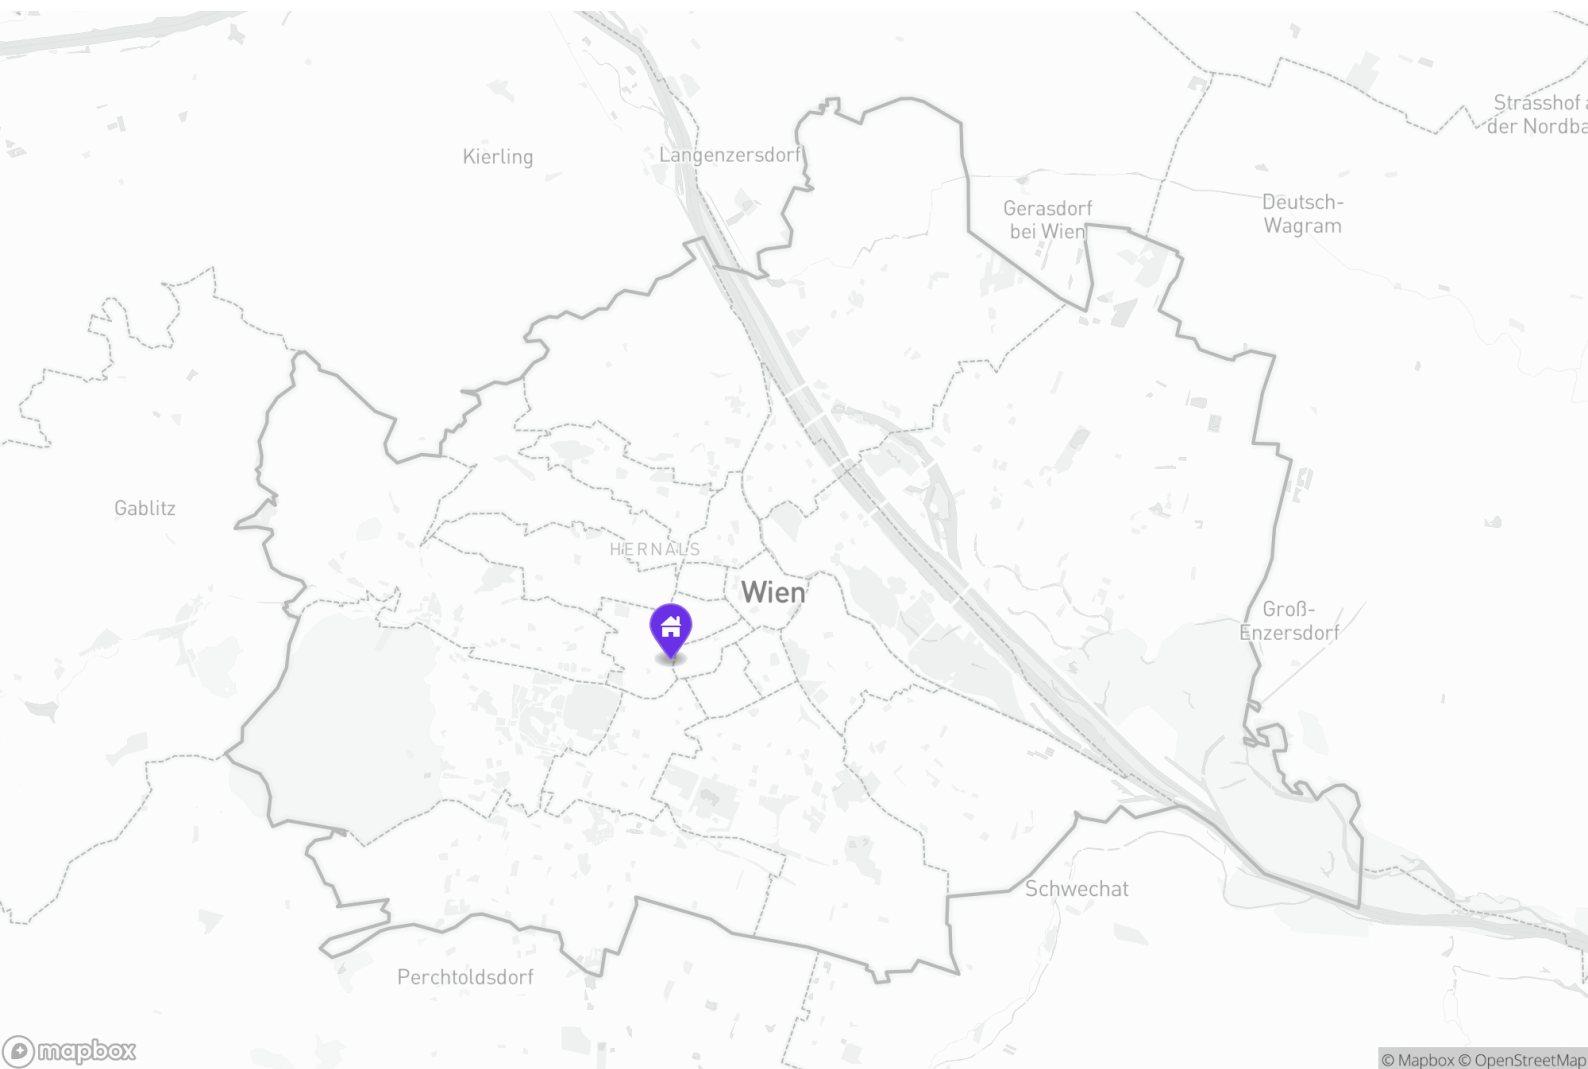 Strasshof a
der Nordba
Kierling
Langenzersdorf
Deutsch-
Wagram
Gerasdorf
bei Wien
Gablitz
HERNALS
Wien
Groß-
Enzersdorf
Schwechat
Perchtoldsdorf
mapbox
© Mapbox © OpenStreetMap